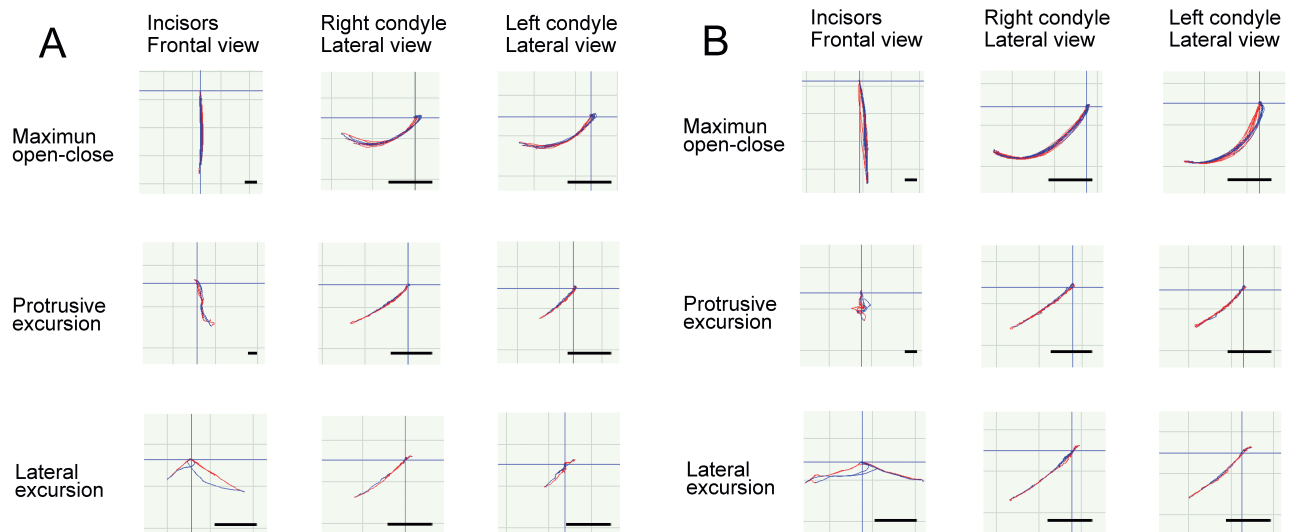 A
Incisors
Frontal view
Right condyle
Lateral view
Left condyle
Lateral view
Maximun
open-close
Protrusive
excursion
Lateral
excursion
B
Incisors
Frontal view
Right condyle
Lateral view
Left condyle
Lateral view
Maximun
open-close
Protrusive
excursion
Lateral
excursion